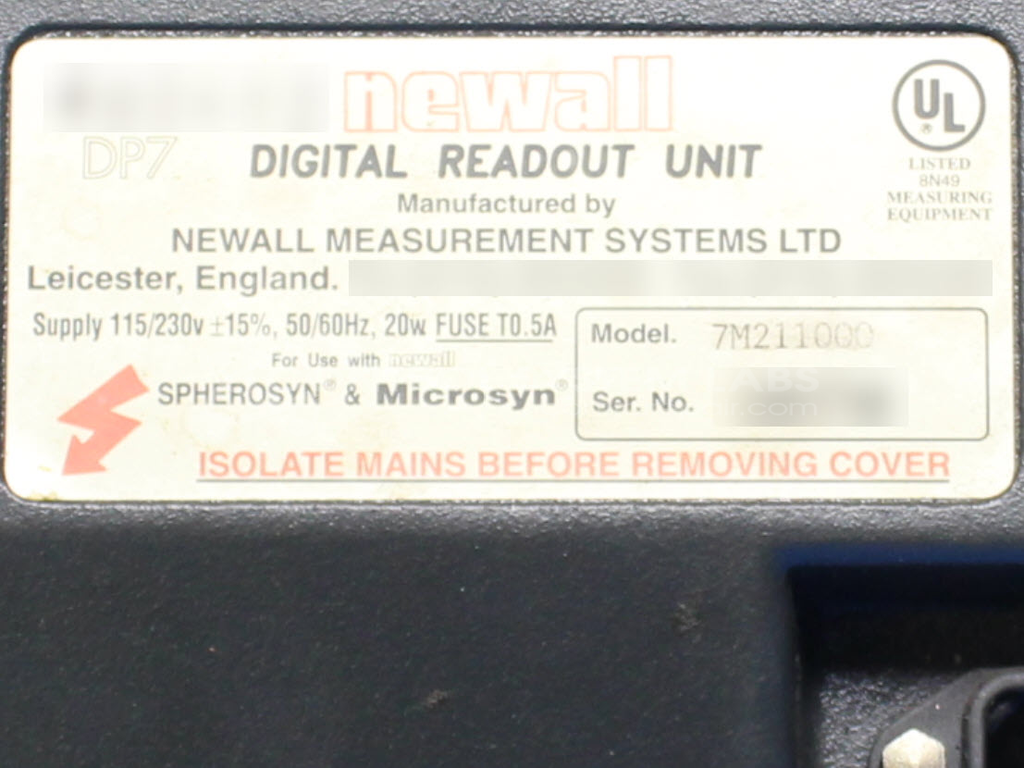 newall
DP7
DIGITAL READOUT UNIT
Manufactured by
NEWALL MEASUREMENT SYSTEMS LTD
Leicester, England.
Supply 115/230v ±15%, 50/60Hz, 20w FUSE T0.5A
For Use with newall
SPHEROSYN® & Microsyn®
Model. 7M211000
Ser. No.
ISOLATE MAINS BEFORE REMOVING COVER
UL®
LISTED
8N49
MEASURING
EQUIPMENT